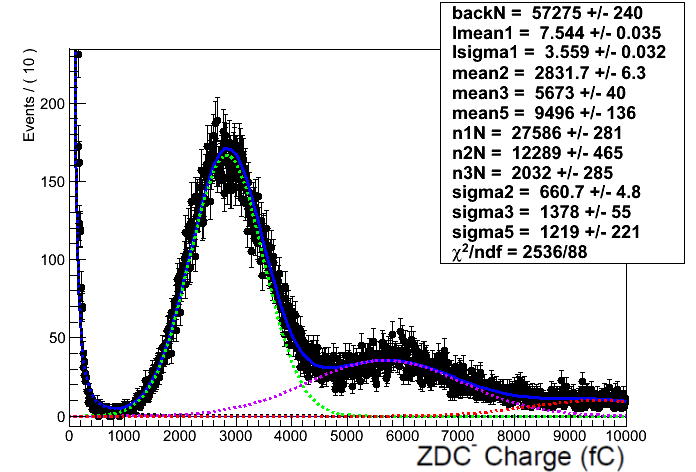 backN = 57275 +/- 240
lmean1 = 7.544 +/- 0.035
lsigma1 = 3.559 +/- 0.032
mean2 = 2831.7 +/- 6.3
mean3 = 5673 +/- 40
mean5 = 9496 +/- 136
n1N = 27586 +/- 281
n2N = 12289 +/- 465
n3N = 2032 +/- 285
sigma2 = 660.7 +/- 4.8
sigma3 = 1378 +/- 55
sigma5 = 1219 +/- 221
χ²/ndf = 2536/88
Events / ( 10 )
200
150
100
50
0
0 1000 2000 3000 4000 5000 6000 7000 8000 9000 10000
ZDC⁻ Charge (fC)